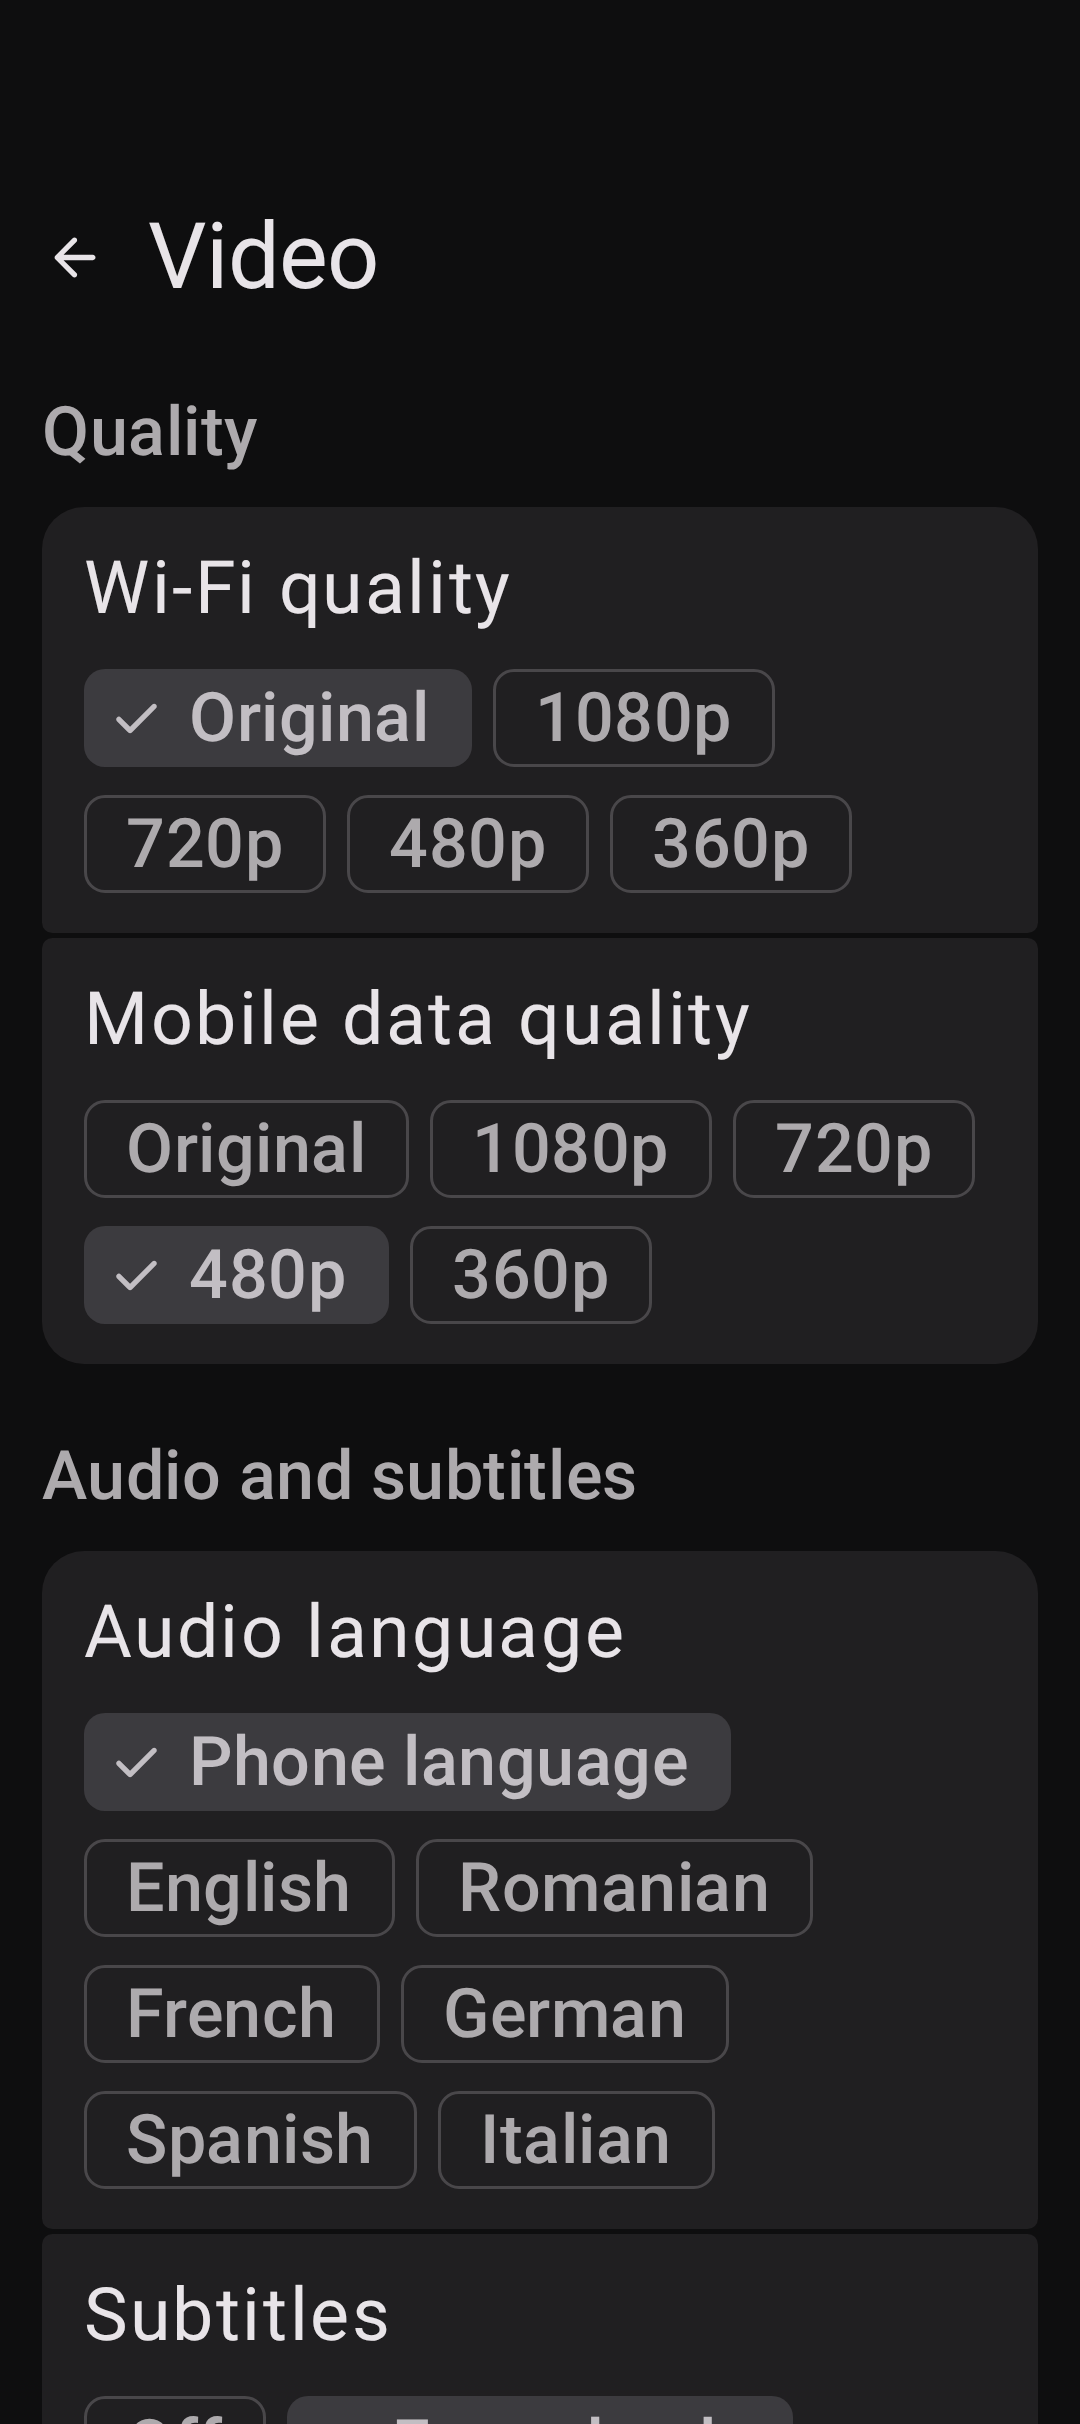 Video
Quality
Wi-Fi quality
Original 1080p
720p 480p 360p
Mobile data quality
Original 1080p 720p
480p 360p
Audio and subtitles
Audio language
Phone language
English Romanian
French German
Spanish Italian
Subtitles
Off